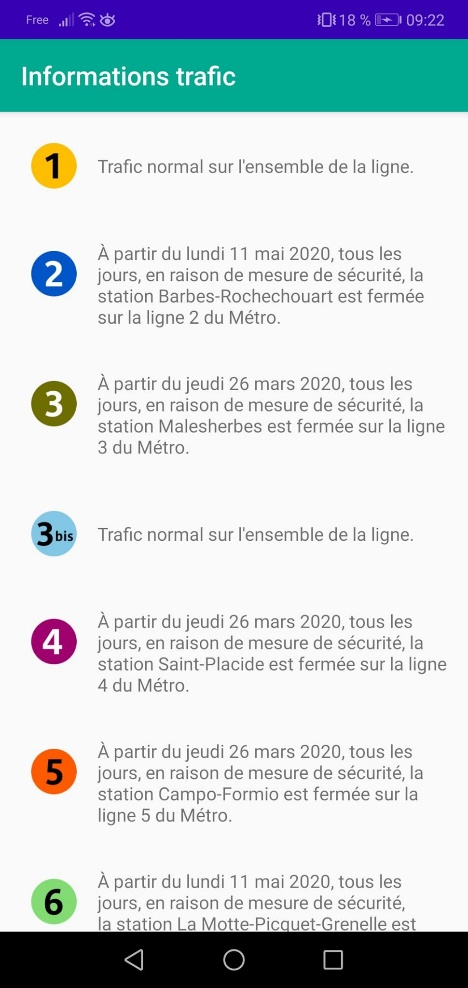 Free 18 % 09:22
Informations trafic
1
Trafic normal sur l'ensemble de la ligne.
2
À partir du lundi 11 mai 2020, tous les
jours, en raison de mesure de sécurité, la
station Barbes-Rochechouart est fermée
sur la ligne 2 du Métro.
3
À partir du jeudi 26 mars 2020, tous les
jours, en raison de mesure de sécurité, la
station Malesherbes est fermée sur la ligne
3 du Métro.
3 bis
Trafic normal sur l'ensemble de la ligne.
4
À partir du jeudi 26 mars 2020, tous les
jours, en raison de mesure de sécurité, la
station Saint-Placide est fermée sur la ligne
4 du Métro.
5
À partir du jeudi 26 mars 2020, tous les
jours, en raison de mesure de sécurité, la
station Campo-Formio est fermée sur la
ligne 5 du Métro.
6
À partir du lundi 11 mai 2020, tous les
jours, en raison de mesure de sécurité,
la station La Motte-Picquet-Grenelle est